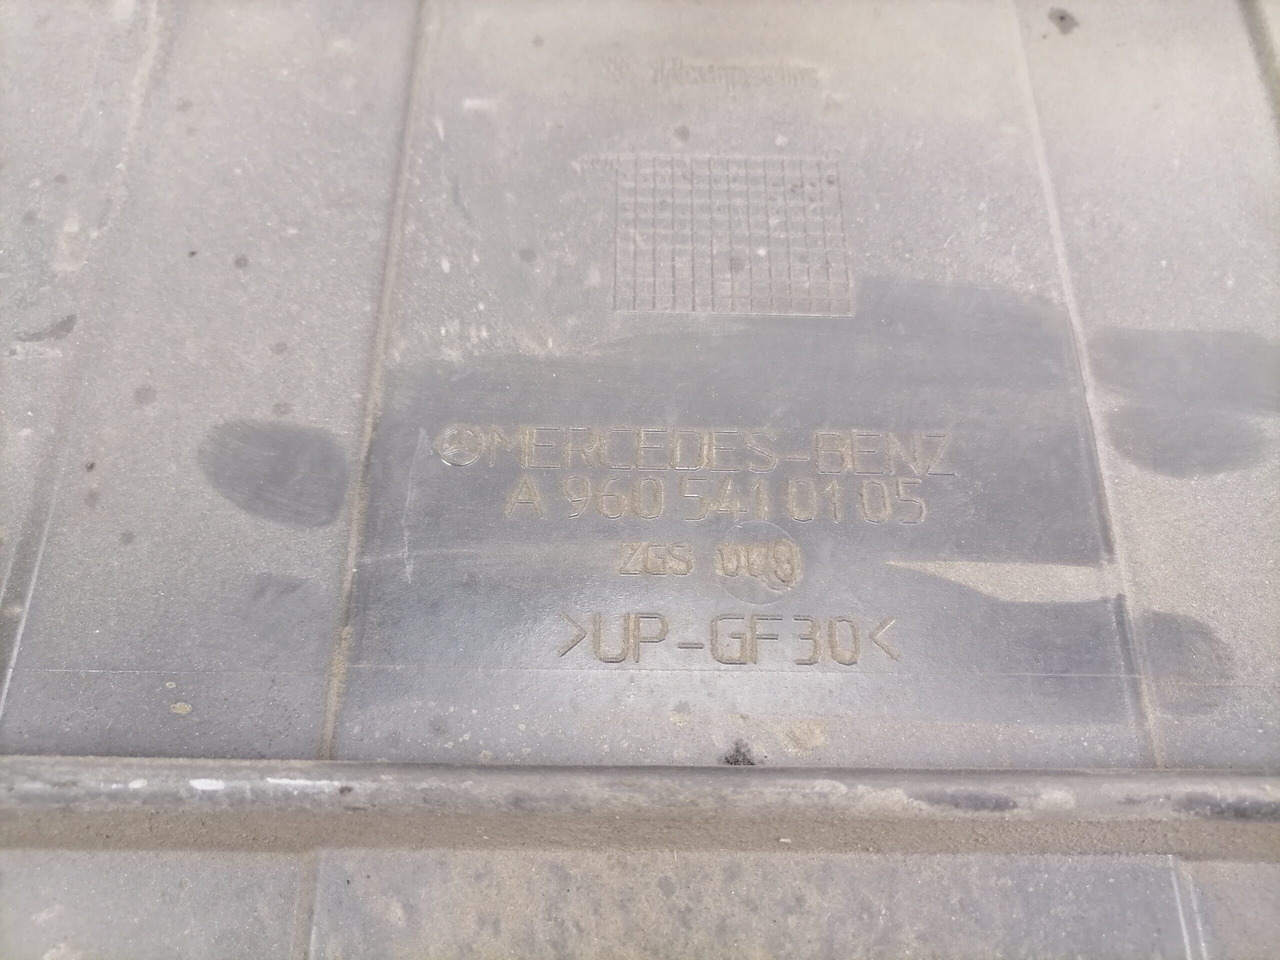 MERCEDES-BENZ
A 960 541 01 05
ZGS 008
>UP-GF30<